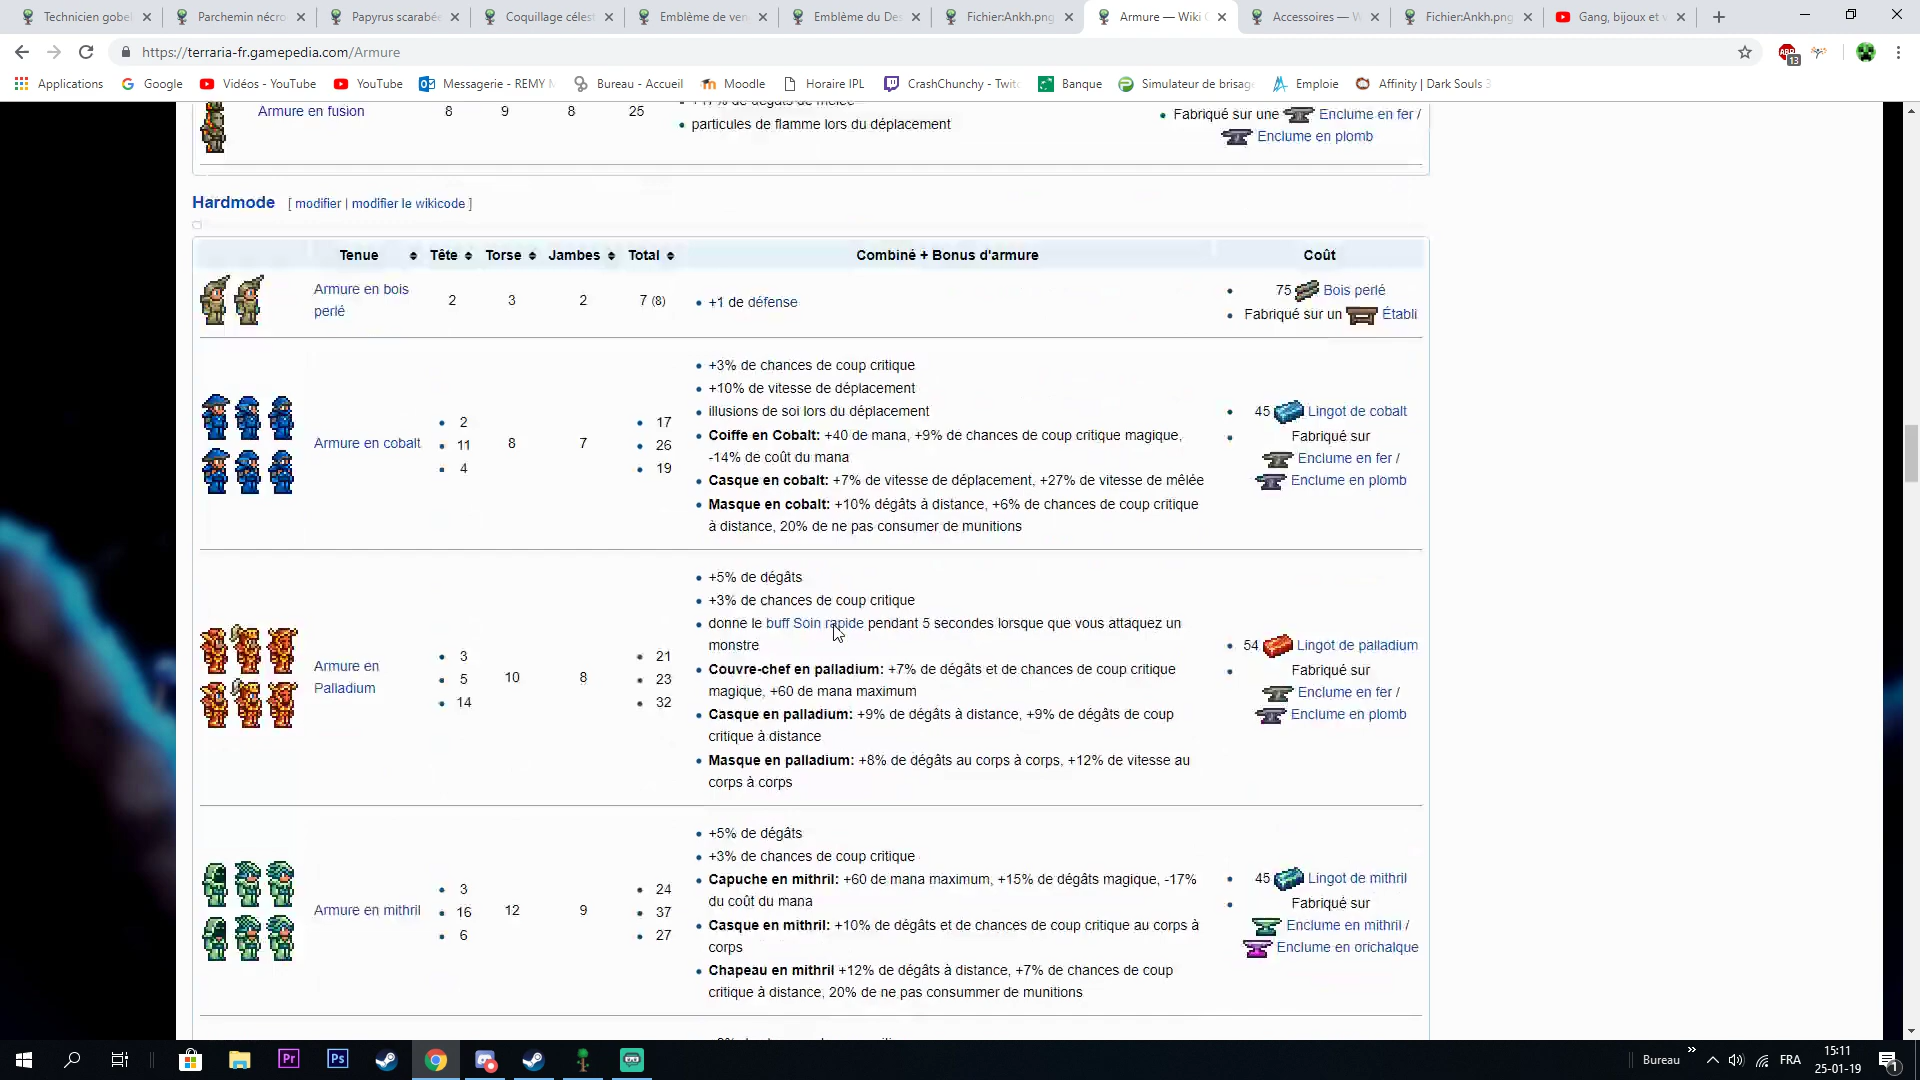 Technicien gobel
Parchemin nécro
Papyrus scarabée
Coquillage célest
Emblème de ven
Emblème du Des
Fichier:Ankh.png
Armure — Wiki
Accessoires — W
Fichier:Ankh.png
Gang, bijoux et v
https://terraria-fr.gamepedia.com/Armure
13
Applications
Google
Vidéos - YouTube
YouTube
Messagerie - REMY
Bureau - Accueil
Moodle
Horaire IPL
CrashChunchy - Twitc
Banque
Simulateur de brisag
Emploie
Affinity | Dark Souls 3
Armure en fusion 8 9 8 25
particules de flamme lors du déplacement
Fabriqué sur une Enclume en fer /
Enclume en plomb
Hardmode [ modifier | modifier le wikicode ]
Tenue Tête Torse Jambes Total Combiné + Bonus d'armure Coût
Armure en bois
perlé
2 3 2 7 (8)
+1 de défense
75 Bois perlé
Fabriqué sur un Établi
Armure en cobalt
2
11
4
8 7
17
26
19
+3% de chances de coup critique
+10% de vitesse de déplacement
illusions de soi lors du déplacement
Coiffe en Cobalt: +40 de mana, +9% de chances de coup critique magique,
-14% de coût du mana
Casque en cobalt: +7% de vitesse de déplacement, +27% de vitesse de mêlée
Masque en cobalt: +10% dégâts à distance, +6% de chances de coup critique
à distance, 20% de ne pas consumer de munitions
45 Lingot de cobalt
Fabriqué sur
Enclume en fer /
Enclume en plomb
Armure en
Palladium
3
5
14
10 8
21
23
32
+5% de dégâts
+3% de chances de coup critique
donne le buff Soin rapide pendant 5 secondes lorsque que vous attaquez un
monstre
Couvre-chef en palladium: +7% de dégâts et de chances de coup critique
magique, +60 de mana maximum
Casque en palladium: +9% de dégâts à distance, +9% de dégâts de coup
critique à distance
Masque en palladium: +8% de dégâts au corps à corps, +12% de vitesse au
corps à corps
54 Lingot de palladium
Fabriqué sur
Enclume en fer /
Enclume en plomb
Armure en mithril
3
16
6
12 9
24
37
27
+5% de dégâts
+3% de chances de coup critique
Capuche en mithril: +60 de mana maximum, +15% de dégâts magique, -17%
du coût du mana
Casque en mithril: +10% de dégâts et de chances de coup critique au corps à
corps
Chapeau en mithril +12% de dégâts à distance, +7% de chances de coup
critique à distance, 20% de ne pas consummer de munitions
45 Lingot de mithril
Fabriqué sur
Enclume en mithril /
Enclume en orichalque
Pr
Ps
Bureau
FRA
15:11
25-01-19
1